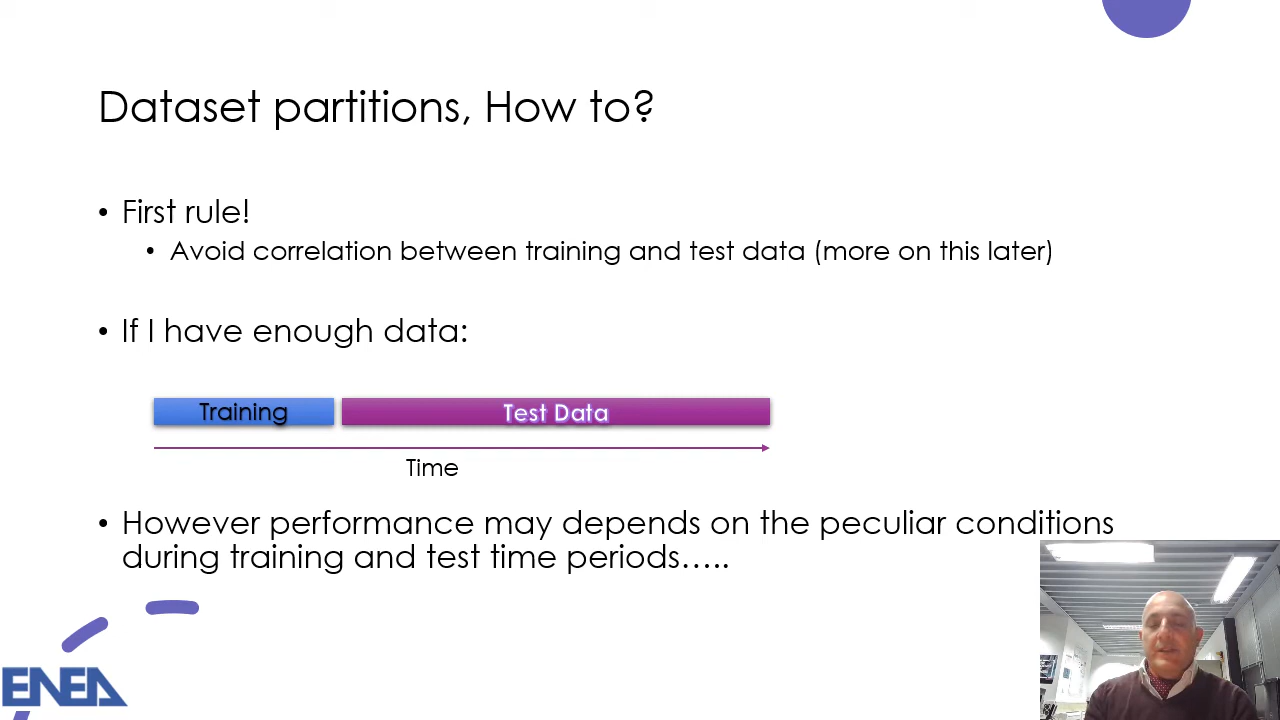 Dataset partitions, How to?
• First rule!
• Avoid correlation between training and test data (more on this later)
• If I have enough data:
Training Test Data
Time
• However performance may depends on the peculiar conditions
during training and test time periods.....
ENEA